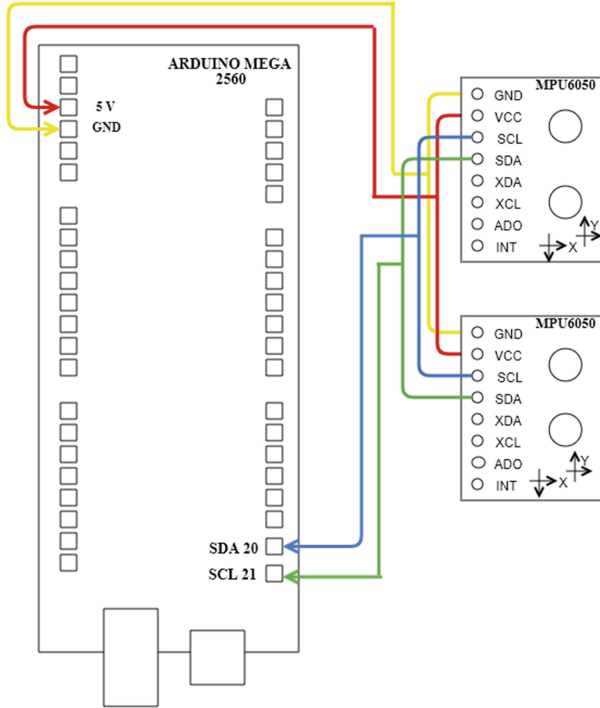 ARDUINO MEGA
2560
5 V
GND
SDA 20
SCL 21
MPU6050
GND
VCC
SCL
SDA
XDA
XCL
ADO
INT
X
Y
MPU6050
GND
VCC
SCL
SDA
XDA
XCL
ADO
INT
X
Y